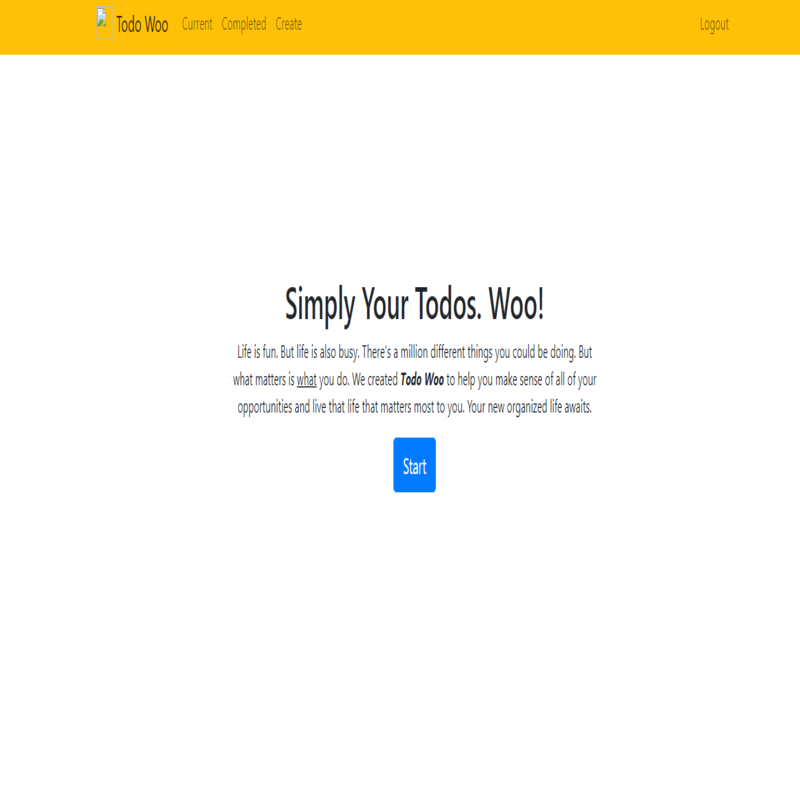 Todo Woo Current Completed Create Logout
Simply Your Todos. Woo!
Life is fun. But life is also busy. There's a million different things you could be doing. But
what matters is what you do. We created Todo Woo to help you make sense of all of your
opportunities and live that life that matters most to you. Your new organized life awaits.
Start